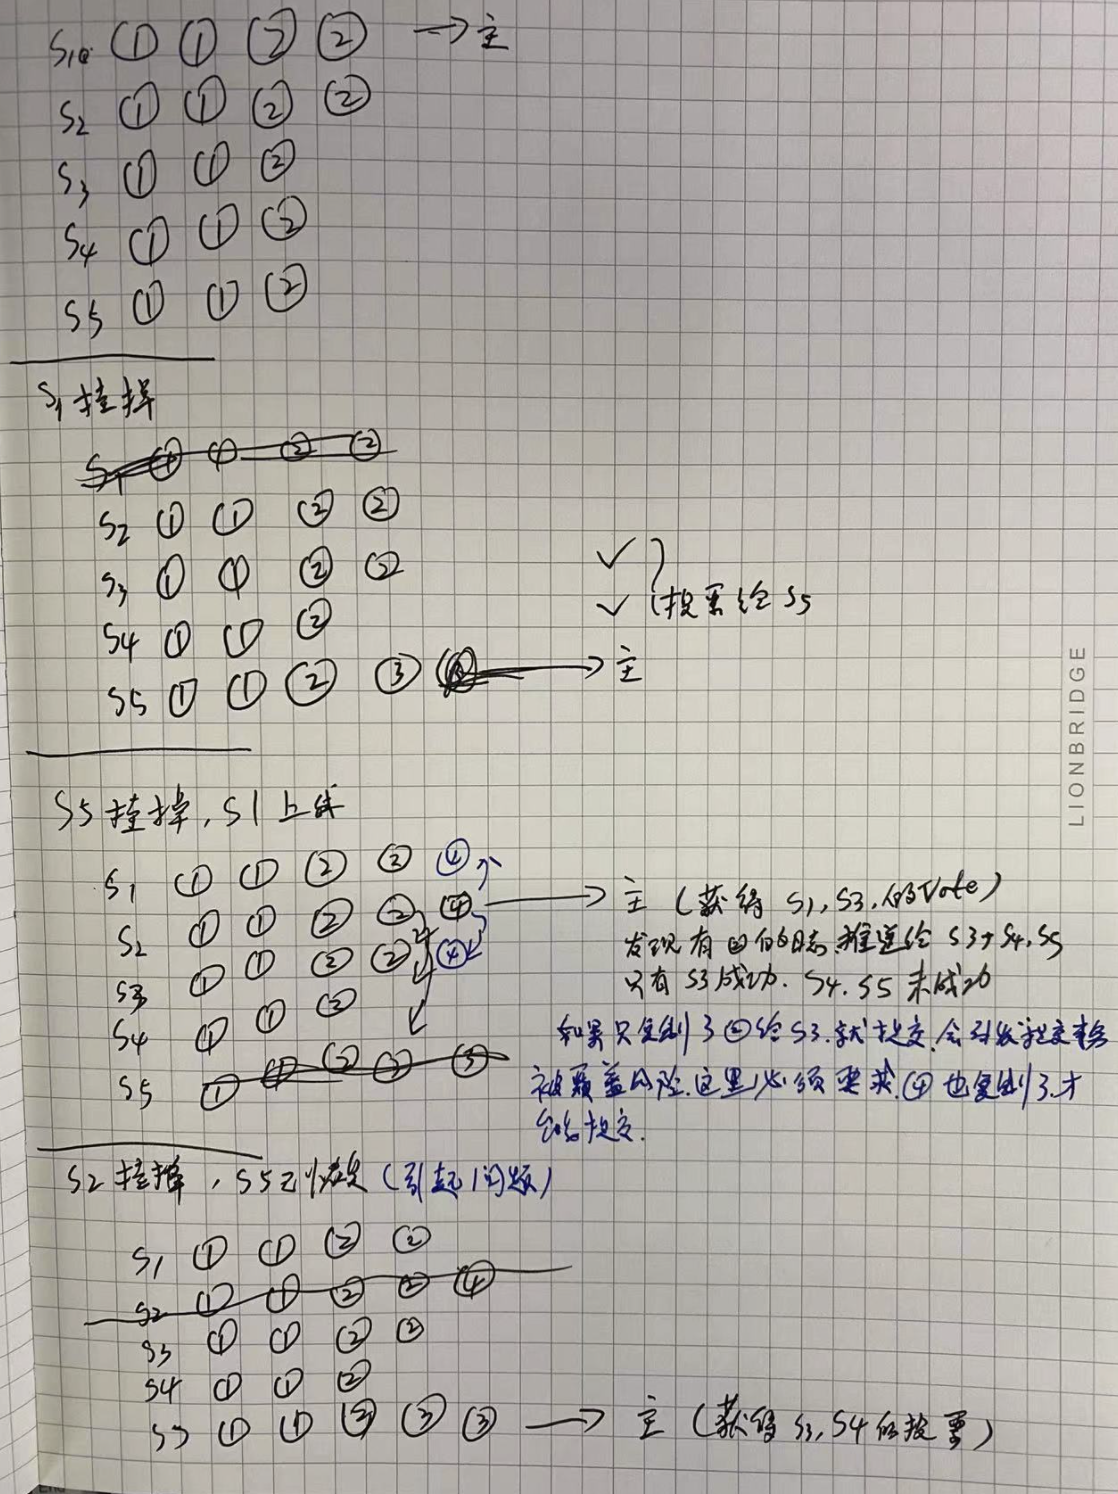 S1 ① ① ② ② → 主
S2 ① ① ② ②
S3 ① ① ②
S4 ① ① ②
S5 ① ① ②
S1 挂掉
S1 ① ① ② ②
S2 ① ① ② ②
S3 ① ① ② ② ✓
S4 ① ① ② ✓ 投票给 S5
S5 ① ① ② ③ → 主
S5 挂掉, S1 上线
S1 ① ① ② ② ④
S2 ① ① ② ② ④ → 主 (获得 S1, S3, 的Vote)
S3 ① ① ② ② ④ 发现有 的日志, 推送给 S3, S4, S5
S4 ① ① ② 只有 S3 成功. S4. S5 未成功
S5 ① ① ② ② ③
如果只复制了②给 S3. 就提交, 会引发
被覆盖风险. 这里必须要求, ④ 也复制了. 才
能提交.
S2 挂掉, S5 已恢复 (引起问题)
S1 ① ① ② ②
S2 ① ① ② ② ④
S3 ① ① ② ②
S4 ① ① ②
S5 ① ① ② ③ ③ → 主 (获得 S3, S4 的投票)
LIONBRIDGE